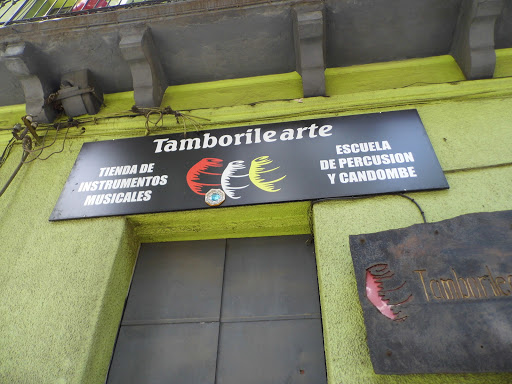 Tamborilearte
TIENDA DE
INSTRUMENTOS
MUSICALES
ESCUELA
DE PERCUSION
Y CANDOMBE